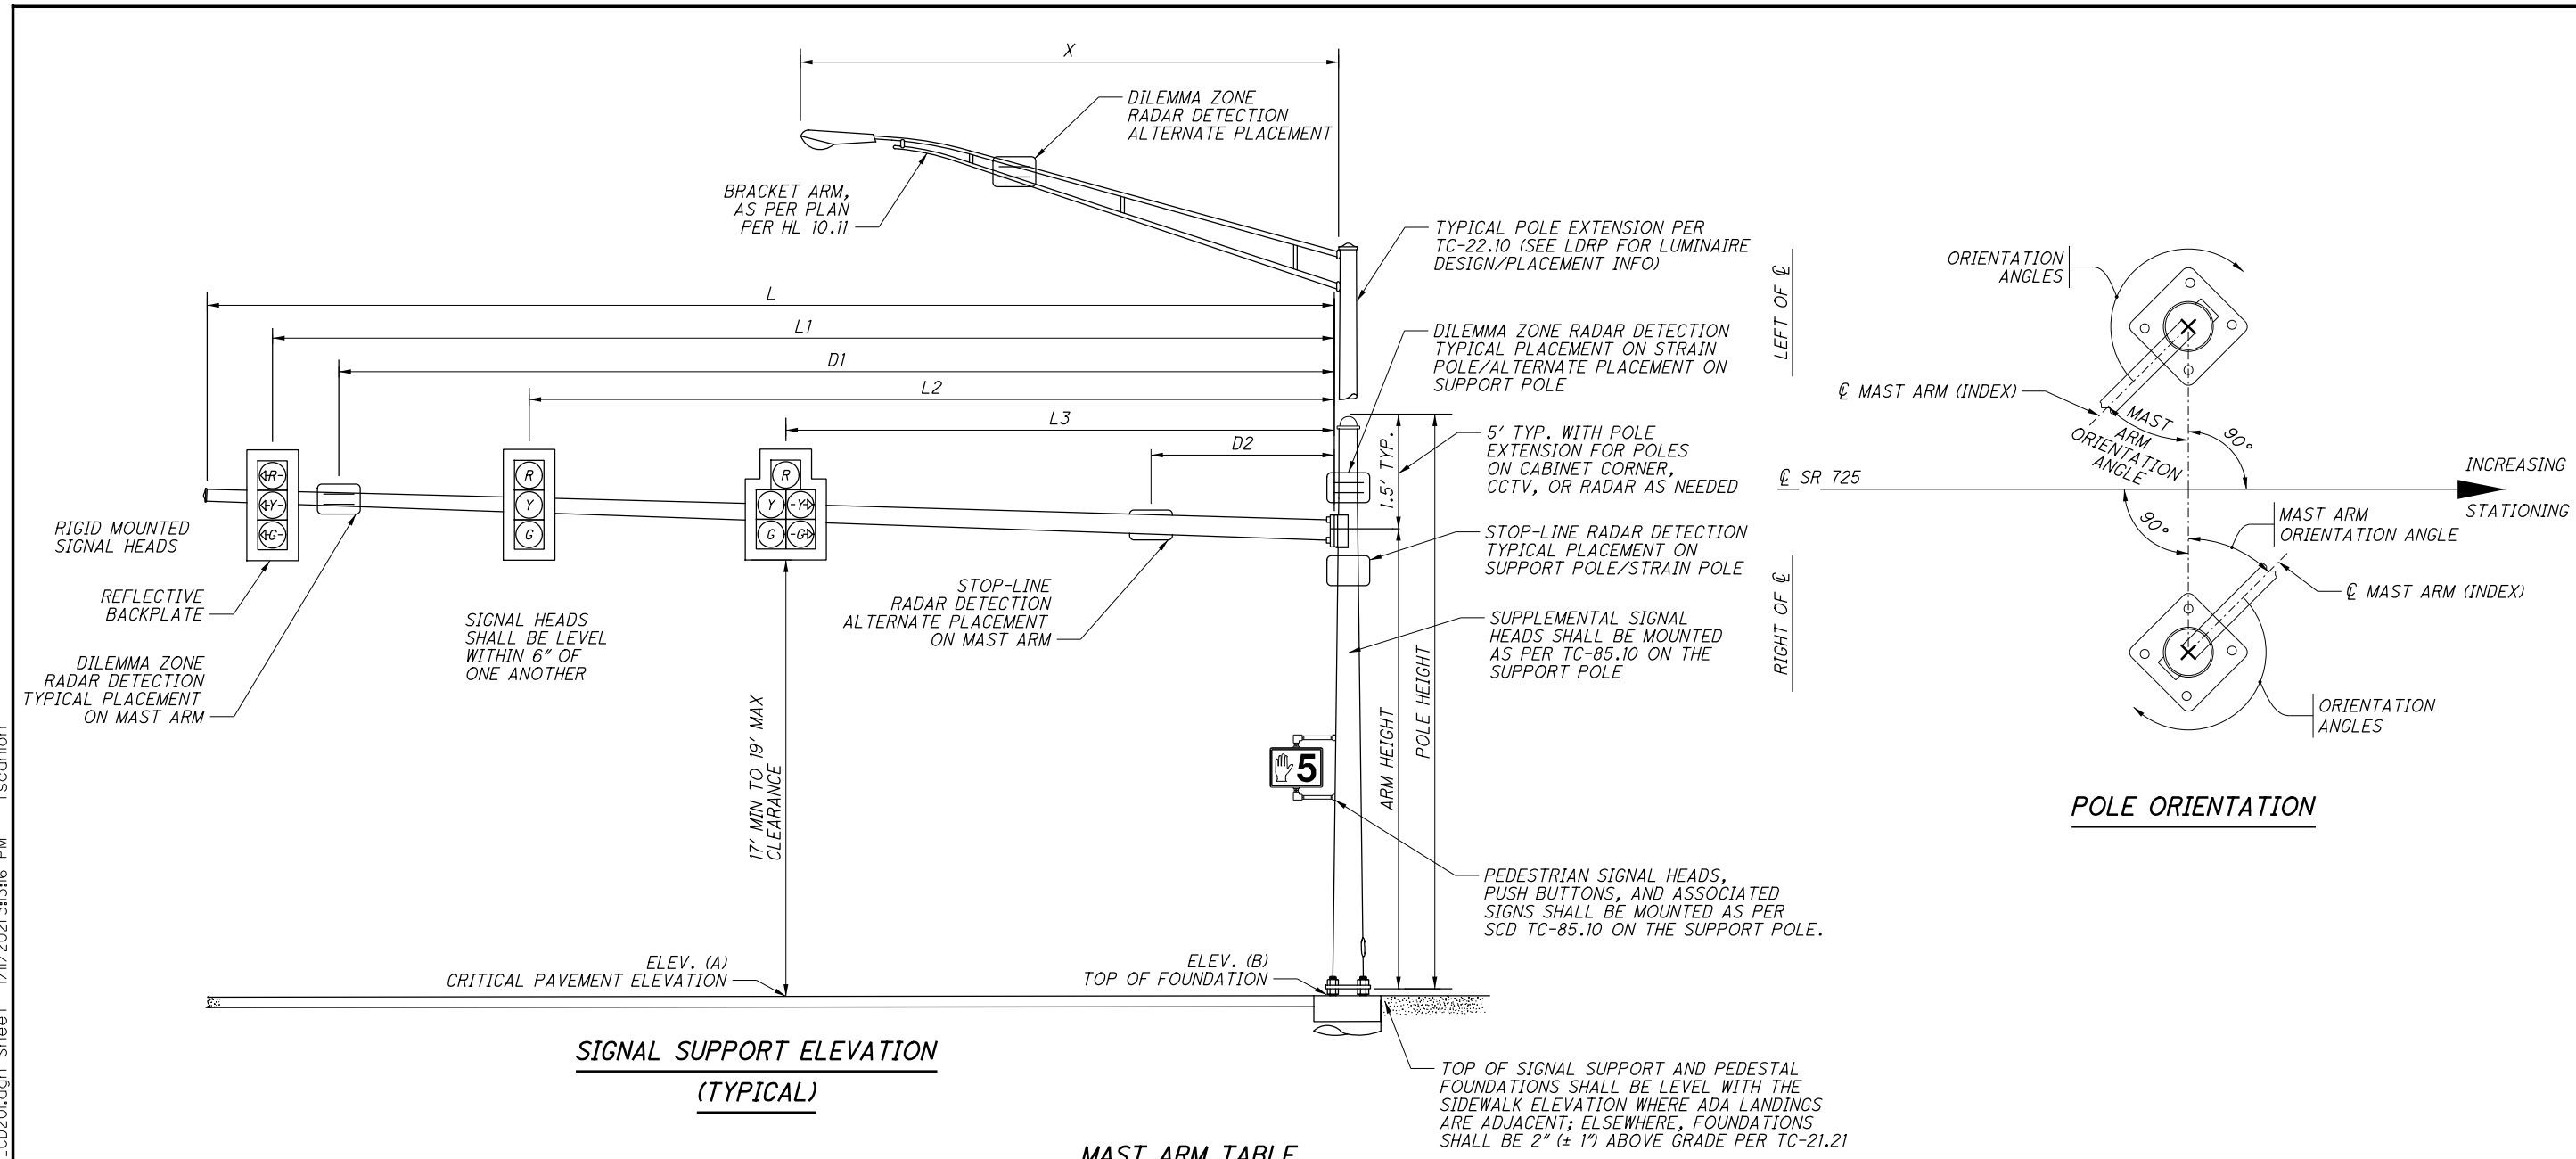 X
DILEMMA ZONE
RADAR DETECTION
ALTERNATE PLACEMENT
BRACKET ARM,
AS PER PLAN
PER HL 10.11
TYPICAL POLE EXTENSION PER
TC-22.10 (SEE LDRP FOR LUMINAIRE
DESIGN/PLACEMENT INFO)
L
L1
D1
L2
L3
D2
DILEMMA ZONE RADAR DETECTION
TYPICAL PLACEMENT ON STRAIN
POLE/ALTERNATE PLACEMENT ON
SUPPORT POLE
1.5' TYP.
5' TYP. WITH POLE
EXTENSION FOR POLES
ON CABINET CORNER,
CCTV, OR RADAR AS NEEDED
R
Y
G
R
Y
G
R
Y
Y
G
G
RIGID MOUNTED
SIGNAL HEADS
REFLECTIVE
BACKPLATE
DILEMMA ZONE
RADAR DETECTION
TYPICAL PLACEMENT
ON MAST ARM
SIGNAL HEADS
SHALL BE LEVEL
WITHIN 6" OF
ONE ANOTHER
STOP-LINE
RADAR DETECTION
ALTERNATE PLACEMENT
ON MAST ARM
STOP-LINE RADAR DETECTION
TYPICAL PLACEMENT ON
SUPPORT POLE/STRAIN POLE
SUPPLEMENTAL SIGNAL
HEADS SHALL BE MOUNTED
AS PER TC-85.10 ON THE
SUPPORT POLE
17' MIN TO 19' MAX
CLEARANCE
5
ARM HEIGHT
POLE HEIGHT
PEDESTRIAN SIGNAL HEADS,
PUSH BUTTONS, AND ASSOCIATED
SIGNS SHALL BE MOUNTED AS PER
SCD TC-85.10 ON THE SUPPORT POLE.
ELEV. (A)
CRITICAL PAVEMENT ELEVATION
ELEV. (B)
TOP OF FOUNDATION
TOP OF SIGNAL SUPPORT AND PEDESTAL
FOUNDATIONS SHALL BE LEVEL WITH THE
SIDEWALK ELEVATION WHERE ADA LANDINGS
ARE ADJACENT; ELSEWHERE, FOUNDATIONS
SHALL BE 2" (± 1") ABOVE GRADE PER TC-21.21
SIGNAL SUPPORT ELEVATION
(TYPICAL)
LEFT OF ℄
RIGHT OF ℄
ORIENTATION
ANGLES
℄ MAST ARM (INDEX)
MAST
ARM
ORIENTATION
ANGLE
90°
℄ SR 725
INCREASING
STATIONING
90°
MAST ARM
ORIENTATION ANGLE
℄ MAST ARM (INDEX)
ORIENTATION
ANGLES
POLE ORIENTATION
MAST ARM TABLE